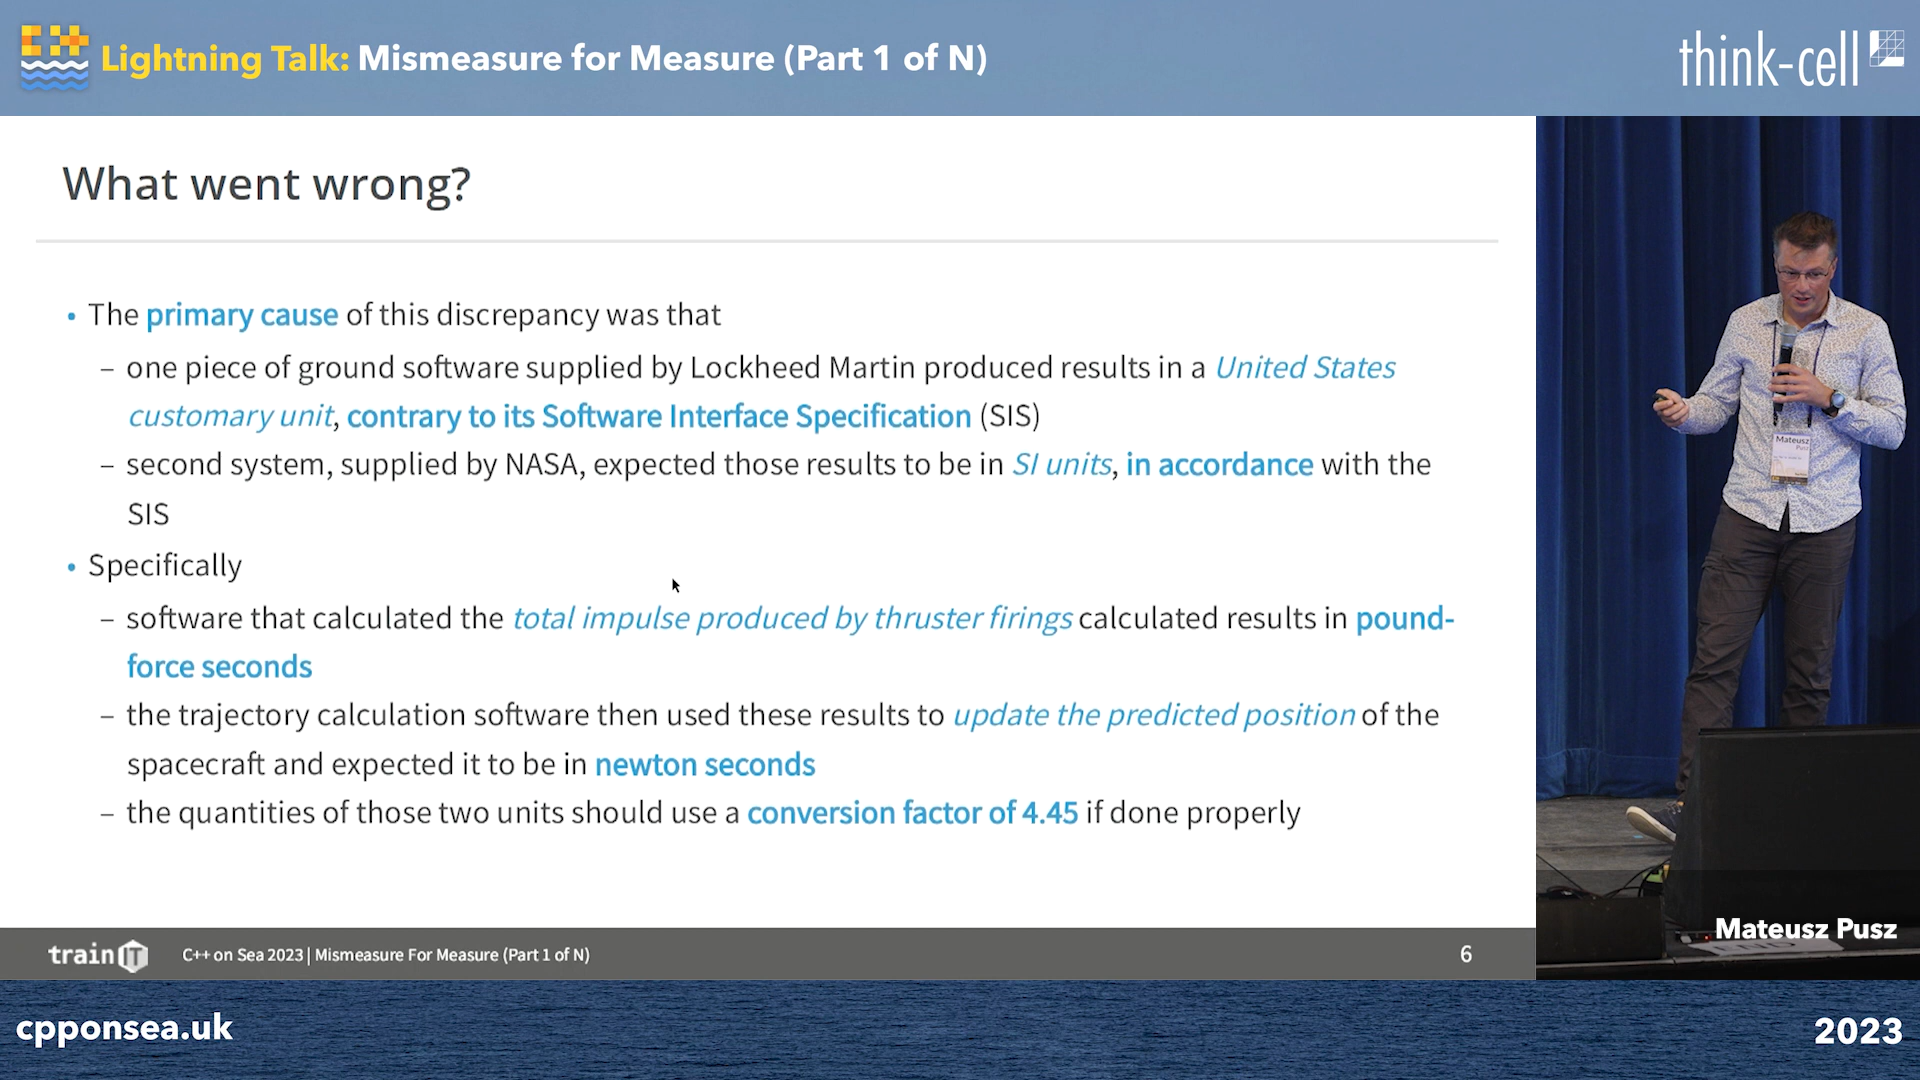 Lightning Talk: Mismeasure for Measure (Part 1 of N)
think-cell
What went wrong?
• The primary cause of this discrepancy was that
– one piece of ground software supplied by Lockheed Martin produced results in a United States
customary unit, contrary to its Software Interface Specification (SIS)
– second system, supplied by NASA, expected those results to be in SI units, in accordance with the
SIS
• Specifically
– software that calculated the total impulse produced by thruster firings calculated results in pound-
force seconds
– the trajectory calculation software then used these results to update the predicted position of the
spacecraft and expected it to be in newton seconds
– the quantities of those two units should use a conversion factor of 4.45 if done properly
Mateusz
Pusz
Mateusz Pusz
train IT
C++ on Sea 2023 | Mismeasure For Measure (Part 1 of N)
6
cpponsea.uk
2023